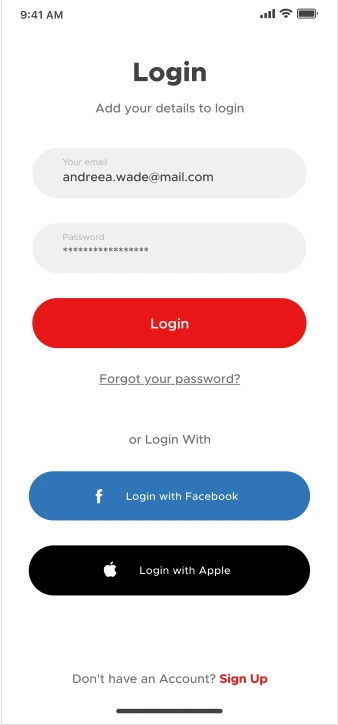 9:41 AM
Login
Add your details to login
Your email
andreea.wade@mail.com
Password
*****************
Login
Forgot your password?
or Login With
Login with Facebook
Login with Apple
Don't have an Account? Sign Up